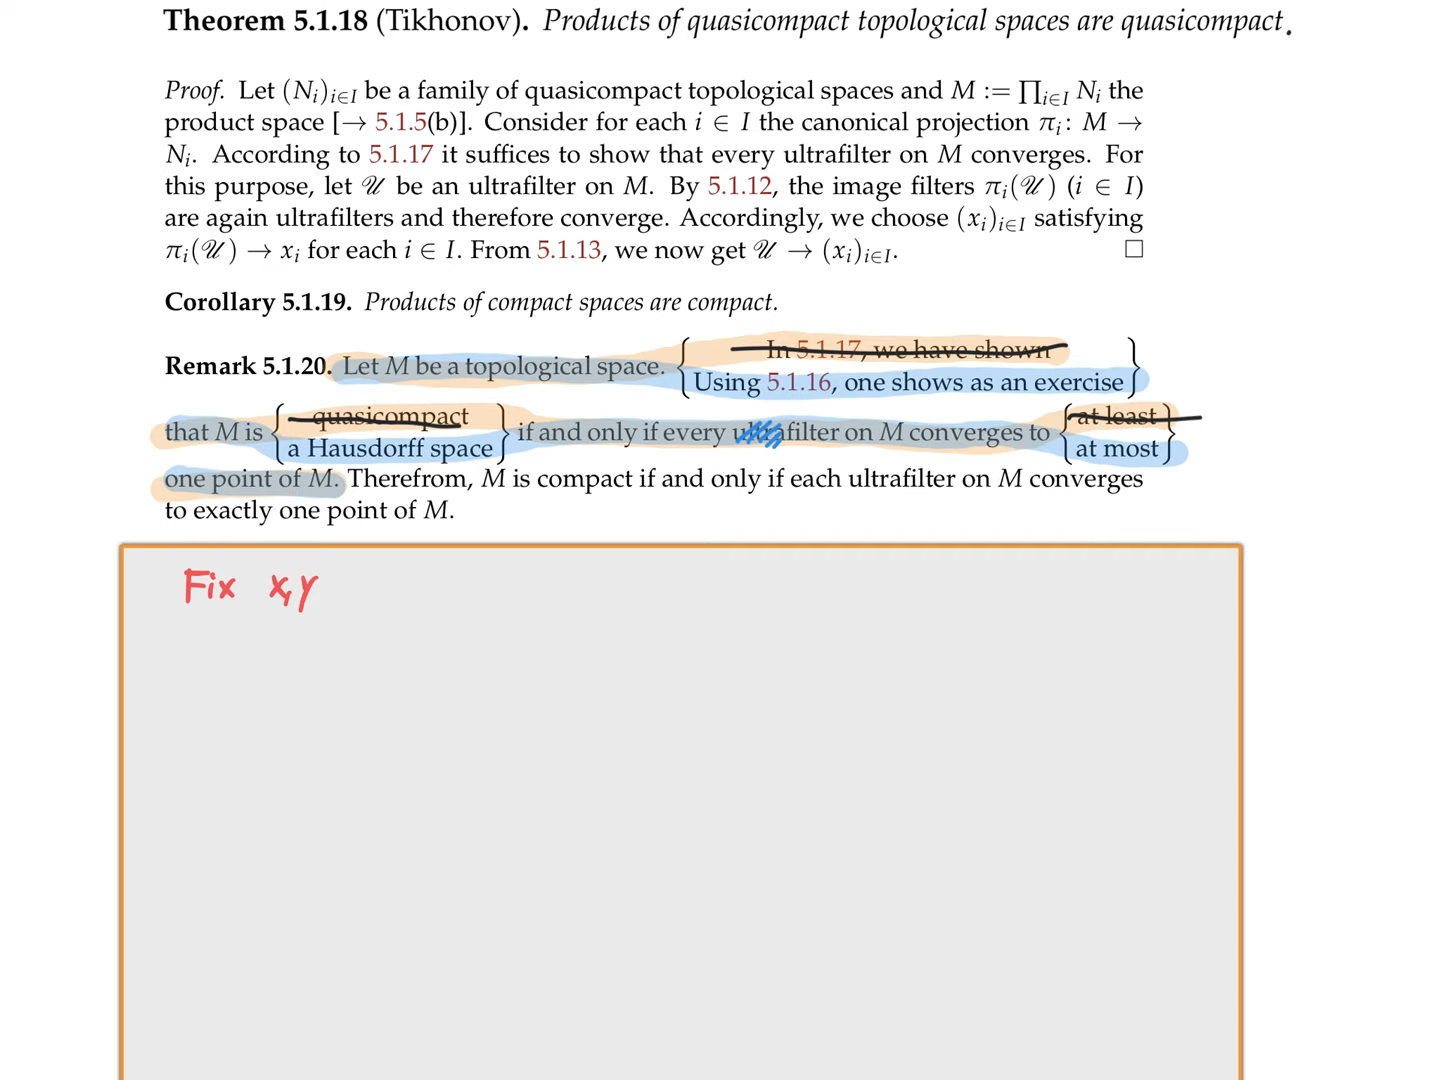 Theorem 5.1.18 (Tikhonov). Products of quasicompact topological spaces are quasicompact.
Proof. Let (N_i)_{i∈I} be a family of quasicompact topological spaces and M := ∏_{i∈I} N_i the
product space [→ 5.1.5(b)]. Consider for each i ∈ I the canonical projection π_i : M →
N_i. According to 5.1.17 it suffices to show that every ultrafilter on M converges. For
this purpose, let 𝒰 be an ultrafilter on M. By 5.1.12, the image filters π_i(𝒰) (i ∈ I)
are again ultrafilters and therefore converge. Accordingly, we choose (x_i)_{i∈I} satisfying
π_i(𝒰) → x_i for each i ∈ I. From 5.1.13, we now get 𝒰 → (x_i)_{i∈I}. □
Corollary 5.1.19. Products of compact spaces are compact.
Remark 5.1.20. Let M be a topological space. { In 5.1.17, we have shown
Using 5.1.16, one shows as an exercise }
that M is { quasicompact
a Hausdorff space } if and only if every ultrafilter on M converges to { at least
at most }
one point of M. Therefrom, M is compact if and only if each ultrafilter on M converges
to exactly one point of M.
Fix x,y